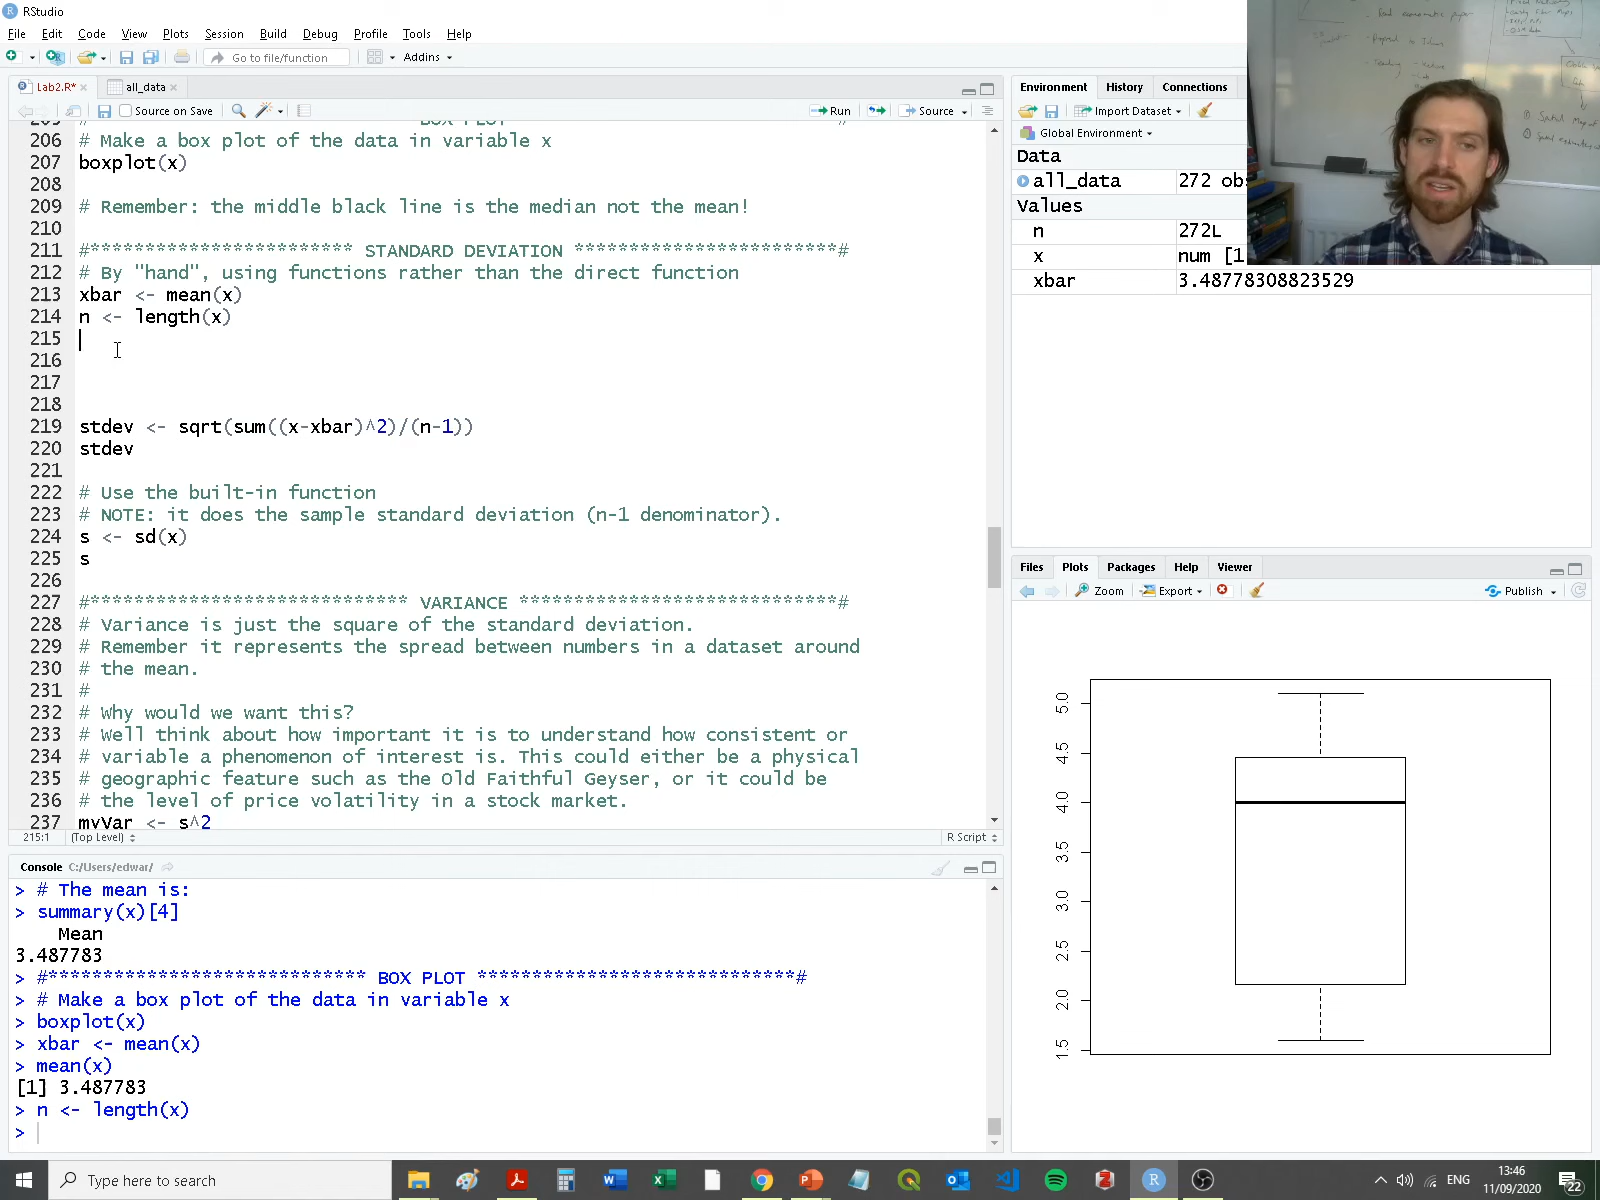 RStudio
File Edit Code View Plots Session Build Debug Profile Tools Help
Go to file/function Addins
Lab2.R* all_data
Source on Save Run Source
205 # BOX PLOT #
206 # Make a box plot of the data in variable x
207 boxplot(x)
208
209 # Remember: the middle black line is the median not the mean!
210
211 #************************ STANDARD DEVIATION ************************#
212 # By "hand", using functions rather than the direct function
213 xbar <- mean(x)
214 n <- length(x)
215
216
217
218
219 stdev <- sqrt(sum((x-xbar)^2)/(n-1))
220 stdev
221
222 # Use the built-in function
223 # NOTE: it does the sample standard deviation (n-1 denominator).
224 s <- sd(x)
225 s
226
227 #***************************** VARIANCE *****************************#
228 # Variance is just the square of the standard deviation.
229 # Remember it represents the spread between numbers in a dataset around
230 # the mean.
231 #
232 # Why would we want this?
233 # Well think about how important it is to understand how consistent or
234 # variable a phenomenon of interest is. This could either be a physical
235 # geographic feature such as the Old Faithful Geyser, or it could be
236 # the level of price volatility in a stock market.
237 myVar <- s^2
215:1 (Top Level) R Script
Console C:/Users/edwar/
> # The mean is:
> summary(x)[4]
Mean
3.487783
> #***************************** BOX PLOT *****************************#
> # Make a box plot of the data in variable x
> boxplot(x)
> xbar <- mean(x)
> mean(x)
[1] 3.487783
> n <- length(x)
>
Environment History Connections
Import Dataset
Global Environment
Data
all_data 272 obs
Values
n 272L
x num [1
xbar 3.48778308823529
Files Plots Packages Help Viewer
Zoom Export Publish
5.0
4.5
4.0
3.5
3.0
2.5
2.0
1.5
Type here to search
ENG
13:46
11/09/2020
22